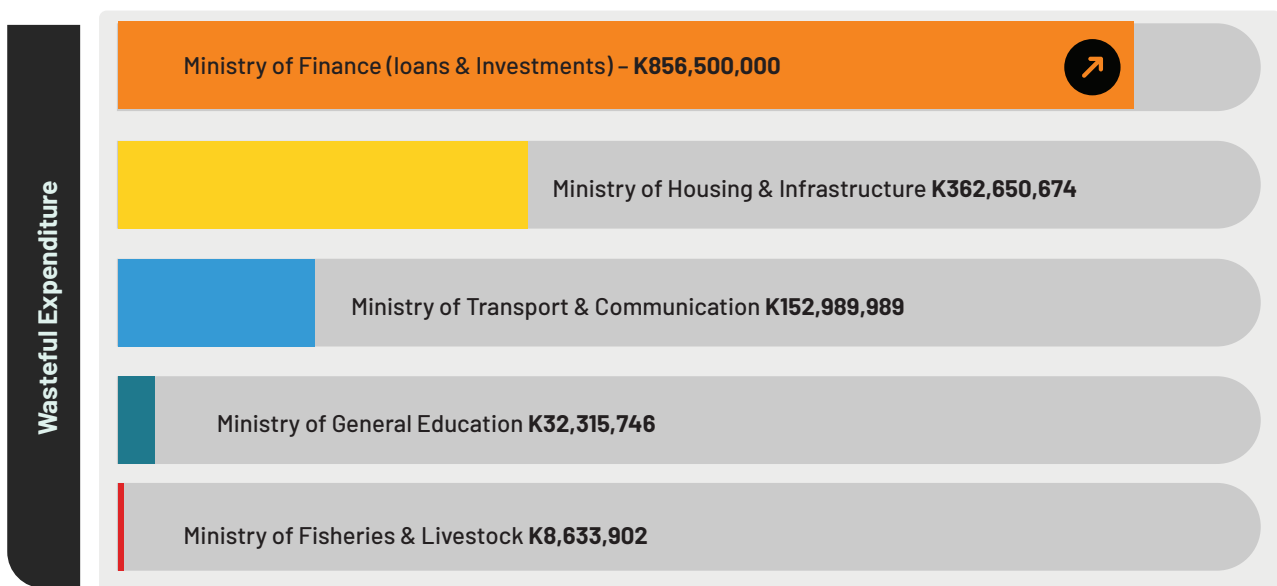 Wasteful Expenditure
Ministry of Finance (loans & Investments) – K856,500,000
Ministry of Housing & Infrastructure K362,650,674
Ministry of Transport & Communication K152,989,989
Ministry of General Education K32,315,746
Ministry of Fisheries & Livestock K8,633,902